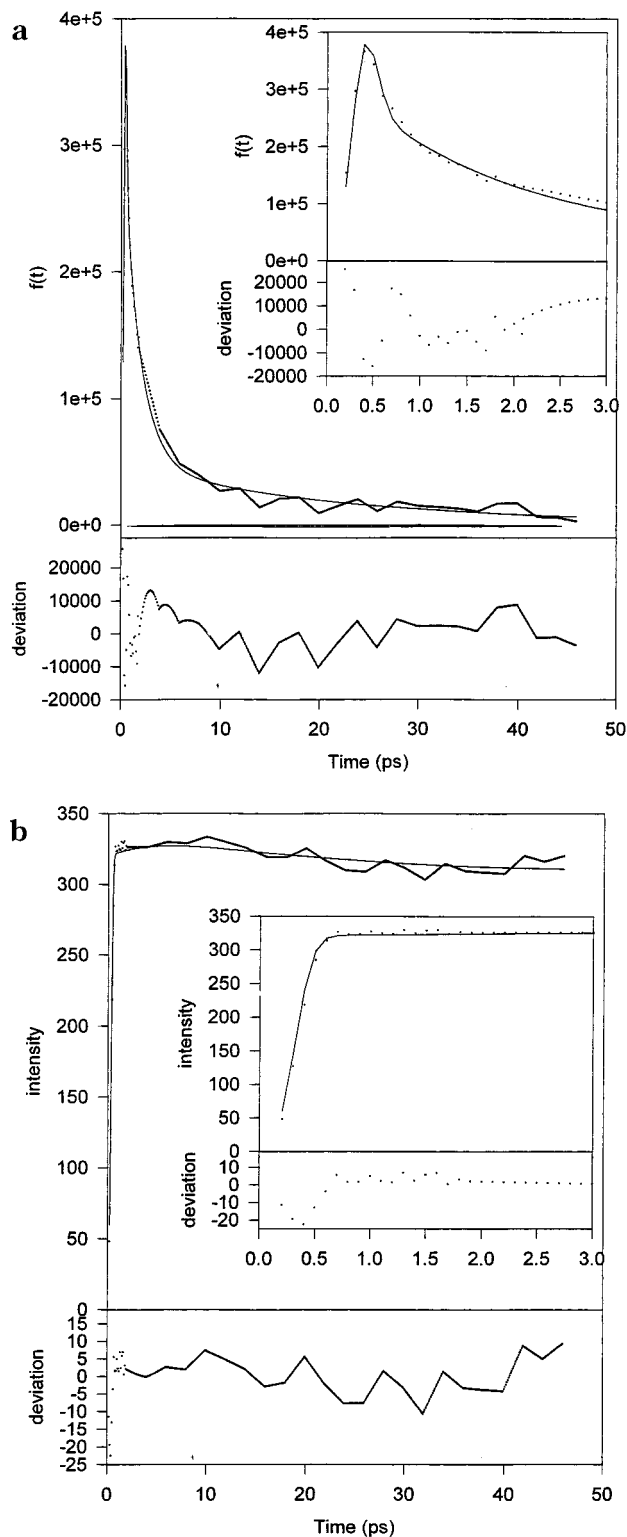 a
4e+5
3e+5
2e+5
1e+5
0e+0
f(t)
4e+5
3e+5
2e+5
1e+5
0e+0
f(t)
20000
10000
0
-10000
-20000
deviation
0.0 0.5 1.0 1.5 2.0 2.5 3.0
20000
10000
0
-10000
-20000
deviation
0 10 20 30 40 50
Time (ps)
b
350
300
250
200
150
100
50
0
intensity
350
300
250
200
150
100
50
0
intensity
10
0
-10
-20
deviation
0.0 0.5 1.0 1.5 2.0 2.5 3.0
15
10
5
0
-5
-10
-15
25
deviation
0 10 20 30 40 50
Time (ps)